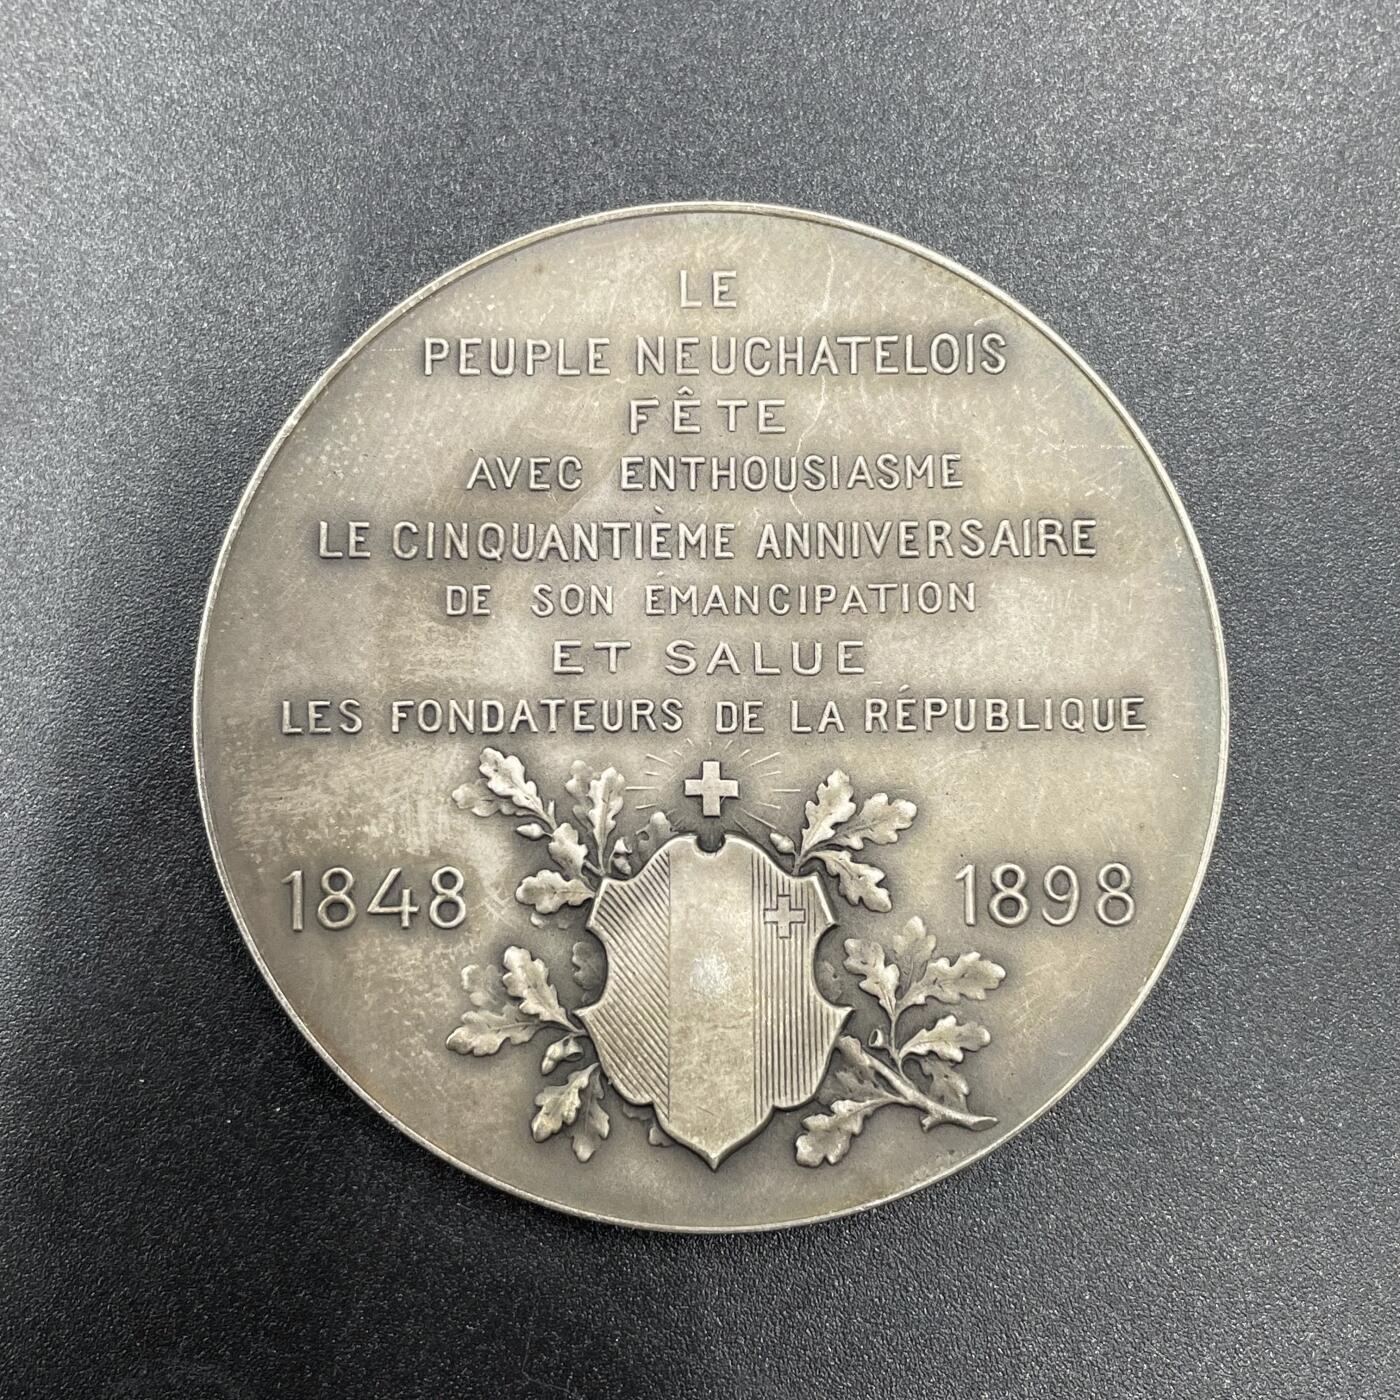 LE
PEUPLE NEUCHATELOIS
FÊTE
AVEC ENTHOUSIASME
LE CINQUANTIÈME ANNIVERSAIRE
DE SON ÉMANCIPATION
ET SALUE
LES FONDATEURS DE LA RÉPUBLIQUE
1848 1898